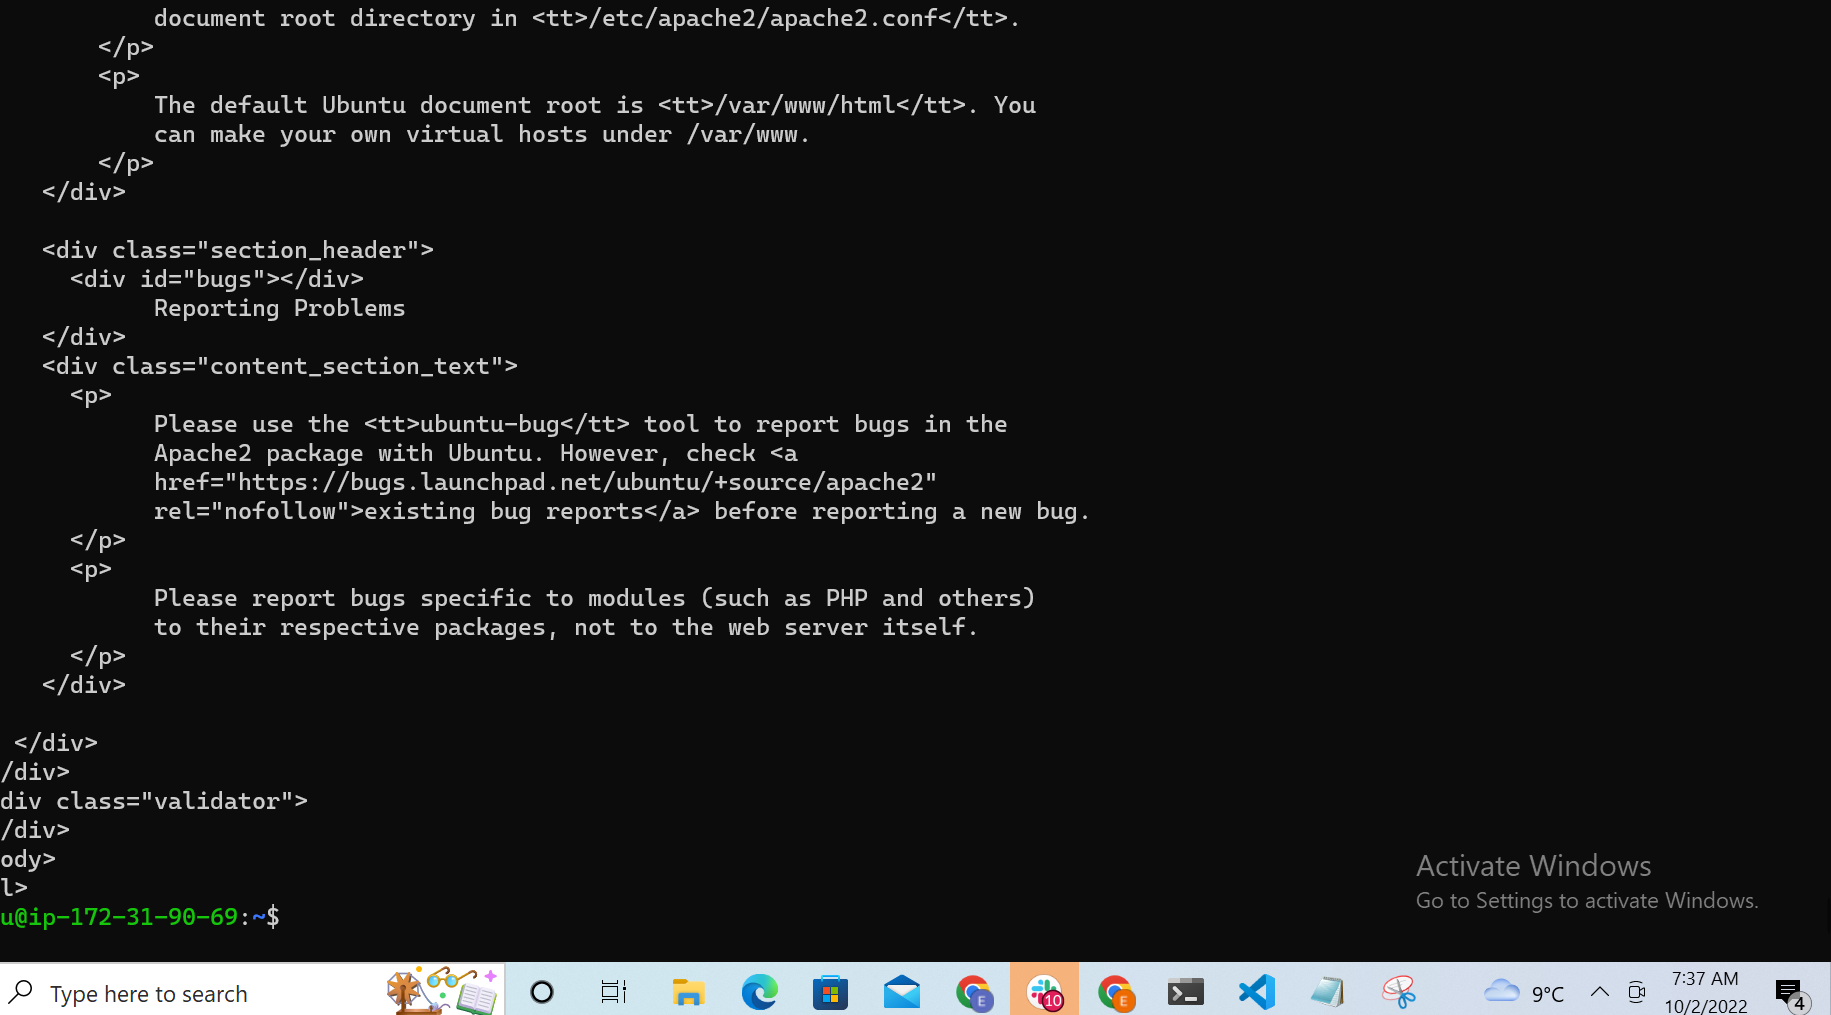 document root directory in <tt>/etc/apache2/apache2.conf</tt>.
</p>
<p>
The default Ubuntu document root is <tt>/var/www/html</tt>. You
can make your own virtual hosts under /var/www.
</p>
</div>
<div class="section_header">
<div id="bugs"></div>
Reporting Problems
</div>
<div class="content_section_text">
<p>
Please use the <tt>ubuntu-bug</tt> tool to report bugs in the
Apache2 package with Ubuntu. However, check <a
href="https://bugs.launchpad.net/ubuntu/+source/apache2"
rel="nofollow">existing bug reports</a> before reporting a new bug.
</p>
<p>
Please report bugs specific to modules (such as PHP and others)
to their respective packages, not to the web server itself.
</p>
</div>
</div>
/div>
div class="validator">
/div>
ody>
l>
u@ip-172-31-90-69:~$
Activate Windows
Go to Settings to activate Windows.
Type here to search
E
10
E
9°C
7:37 AM
10/2/2022
4